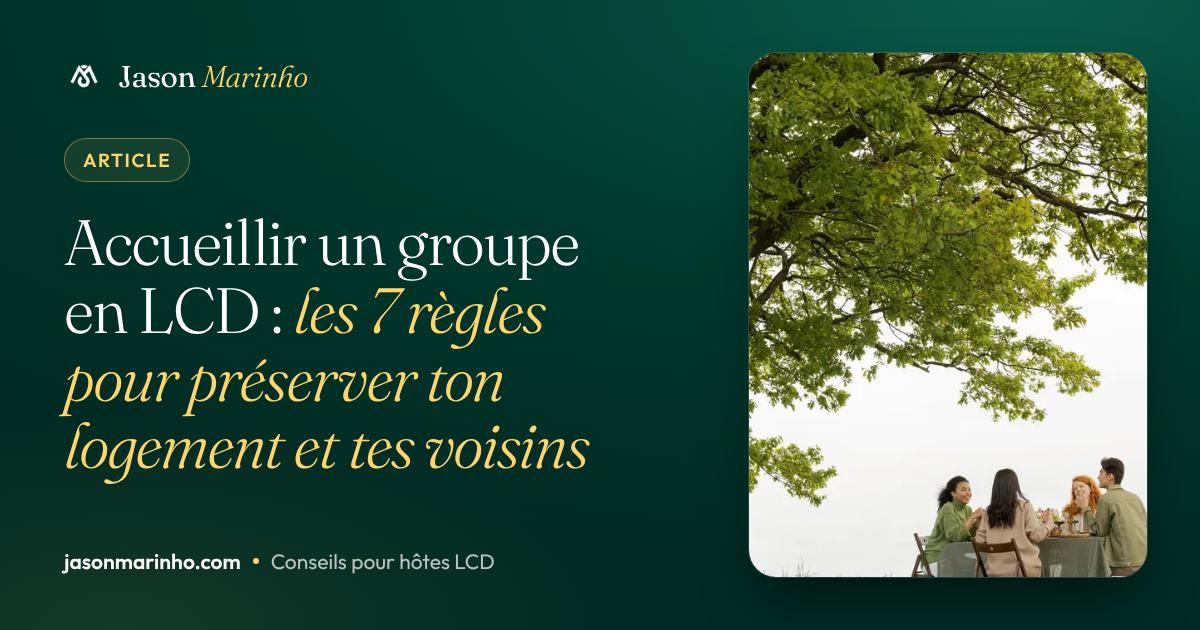 Jason Marinho
ARTICLE
Accueillir un groupe
en LCD : les 7 règles
pour préserver ton
logement et tes voisins
jasonmarinho.com • Conseils pour hôtes LCD